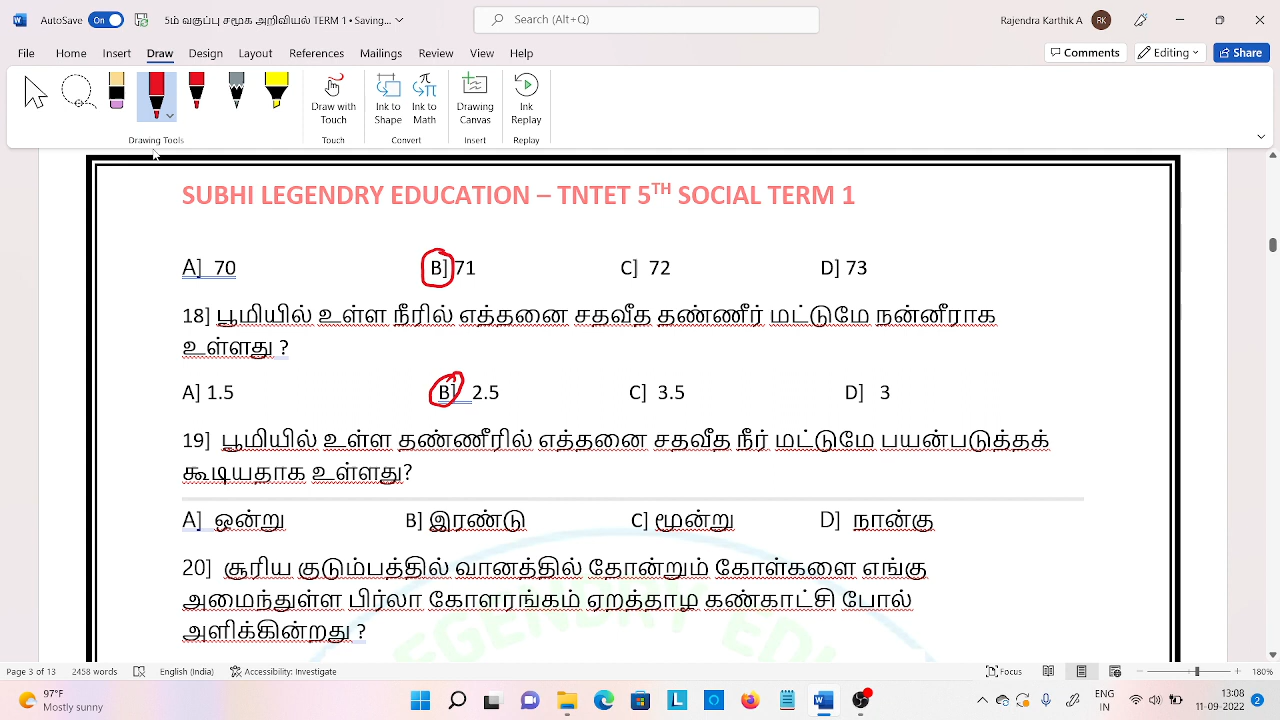 AutoSave On 5ம் வகுப்பு சமூக அறிவியல் TERM 1 • Saving... Search (Alt+Q) Rajendra Karthik A RK
File Home Insert Draw Design Layout References Mailings Review View Help Comments Editing Share
Draw with Touch Ink to Shape Ink to Math Drawing Canvas Ink Replay
Drawing Tools Touch Convert Insert Replay
SUBHI LEGENDRY EDUCATION – TNTET 5TH SOCIAL TERM 1
A] 70 B] 71 C] 72 D] 73
18] பூமியில் உள்ள நீரில் எத்தனை சதவீத தண்ணீர் மட்டுமே நன்னீராக
உள்ளது ?
A] 1.5 B] 2.5 C] 3.5 D] 3
19] பூமியில் உள்ள தண்ணீரில் எத்தனை சதவீத நீர் மட்டுமே பயன்படுத்தக்
கூடியதாக உள்ளது?
A] ஒன்று B] இரண்டு C] மூன்று D] நான்கு
20] சூரிய குடும்பத்தில் வானத்தில் தோன்றும் கோள்களை எங்கு
அமைந்துள்ள பிர்லா கோளரங்கம் ஏறத்தாழ கண்காட்சி போல்
அளிக்கின்றது ?
Page 3 of 13 2458 words English (India) Accessibility: Investigate Focus 180%
97°F Mostly sunny ENG IN 13:08 11-09-2022 2